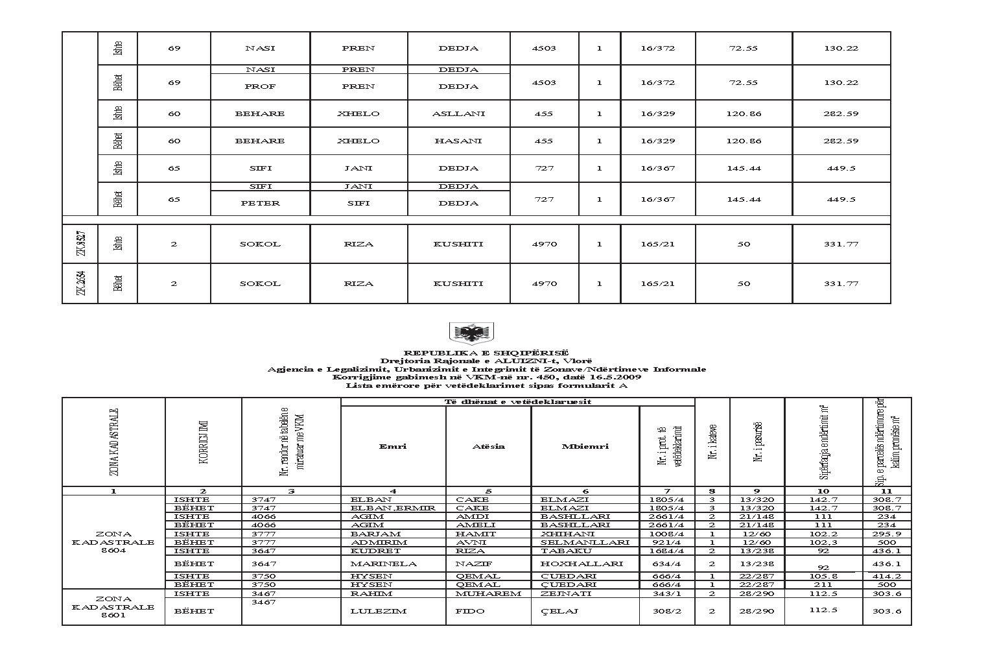 Ishte 69 NASI PREN DEDJA 4503 1 16/372 72.55 130.22
Bëhet 69 NASI PREN DEDJA 4503 1 16/372 72.55 130.22
PROF PREN DEDJA
Ishte 60 BEHARE XHELO ASLLANI 455 1 16/329 120.86 282.59
Bëhet 60 BEHARE XHELO HASANI 455 1 16/329 120.86 282.59
Ishte 65 SIFI JANI DEDJA 727 1 16/367 145.44 449.5
Bëhet 65 SIFI JANI DEDJA 727 1 16/367 145.44 449.5
PETER SIFI DEDJA
ZK.8527 Ishte 2 SOKOL RIZA KUSHITI 4970 1 165/21 50 331.77
ZK.2654 Bëhet 2 SOKOL RIZA KUSHITI 4970 1 165/21 50 331.77
REPUBLIKA E SHQIPËRISË
Drejtoria Rajonale e ALUIZNI-t, Vlorë
Agjencia e Legalizimit, Urbanizimit e Integrimit të Zonave/Ndërtimeve Informale
Korrigjime gabimesh në VKM-në nr. 450, datë 16.5.2009
Lista emërore për vetëdeklarimet sipas formularit A
ZONA KADASTRALE
KORRIGJIMI
Nr. rendor në tabelën e
miratuar me VKM
Të dhënat e vetëdeklaruesit
Emri Atësia Mbiemri
Nr. i prot. të
vetëdeklarimit
Nr. i kateve
Nr. i pasurisë
Sipërfaqja e ndërtimit m²
Sip. e parcelës ndërtimore për
kalim pronësie m²
1 2 3 4 5 6 7 8 9 10 11
ZONA
KADASTRALE
8604
ISHTE 3747 ELBAN CAKE ELMAZI 1805/4 3 13/320 142.7 308.7
BËHET 3747 ELBAN,ERMIR CAKE ELMAZI 1805/4 3 13/320 142.7 308.7
ISHTE 4066 AGIM AMDI BASHLLARI 2661/4 2 21/148 111 234
BËHET 4066 AGIM AMELI BASHLLARI 2661/4 2 21/148 111 234
ISHTE 3777 BARJAM HAMIT XHIHANI 1008/4 1 12/60 102.2 295.9
BËHET 3777 ADMIRIM AVNI SELMANLLARI 921/4 1 12/60 102,3 500
ISHTE 3647 KUDRET RIZA TABAKU 1684/4 2 13/238 92 436.1
BËHET 3647 MARINELA NAZIF HOXHALLARI 634/4 2 13/238 92 436.1
ISHTE 3750 HYSEN QEMAL CUEDARI 666/4 1 22/287 105.8 414.2
BËHET 3750 HYSEN QEMAL CUEDARI 666/4 1 22/287 211 500
ZONA
KADASTRALE
8601
ISHTE 3467 RAHIM MUHAREM ZEJNATI 343/1 2 28/290 112.5 303.6
BËHET 3467 LULEZIM FIDO ÇELAJ 308/2 2 28/290 112.5 303.6